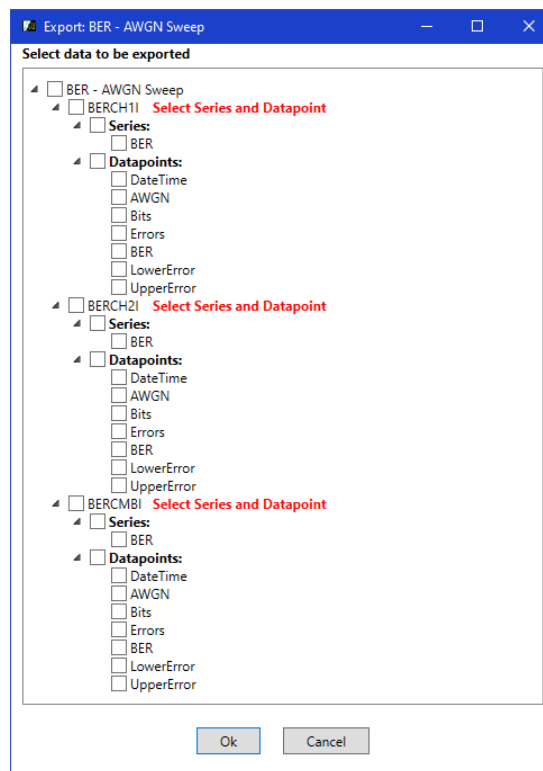 Export: BER - AWGN Sweep
Select data to be exported
BER - AWGN Sweep
BERCH1I Select Series and Datapoint
Series:
BER
Datapoints:
DateTime
AWGN
Bits
Errors
BER
LowerError
UpperError
BERCH2I Select Series and Datapoint
Series:
BER
Datapoints:
DateTime
AWGN
Bits
Errors
BER
LowerError
UpperError
BERCMBI Select Series and Datapoint
Series:
BER
Datapoints:
DateTime
AWGN
Bits
Errors
BER
LowerError
UpperError
Ok Cancel